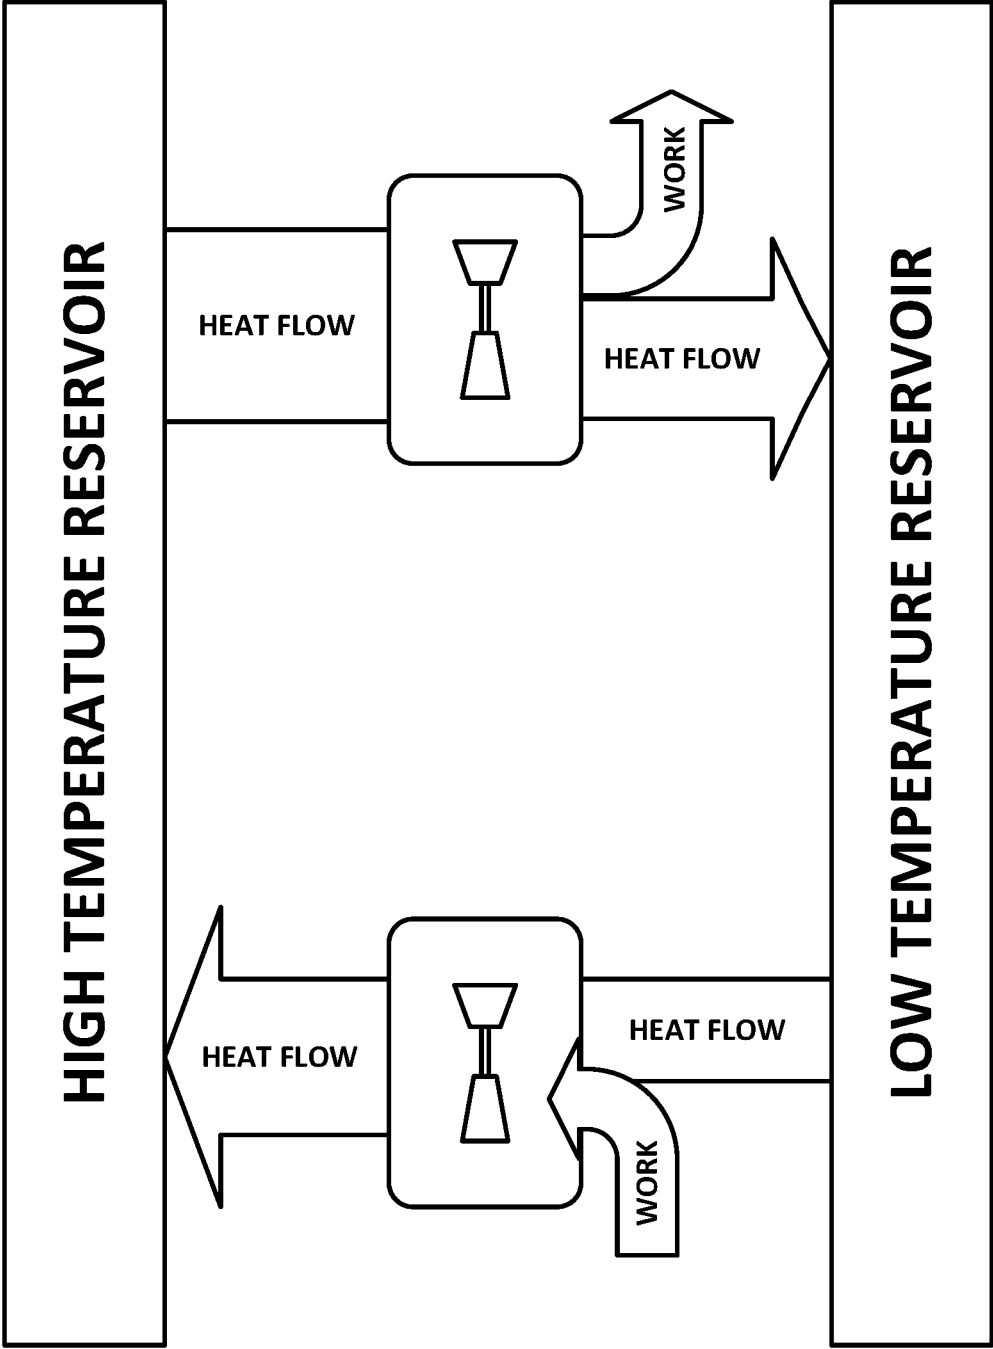 HIGH TEMPERATURE RESERVOIR
HEAT FLOW
WORK
HEAT FLOW
LOW TEMPERATURE RESERVOIR
HEAT FLOW
HEAT FLOW
WORK